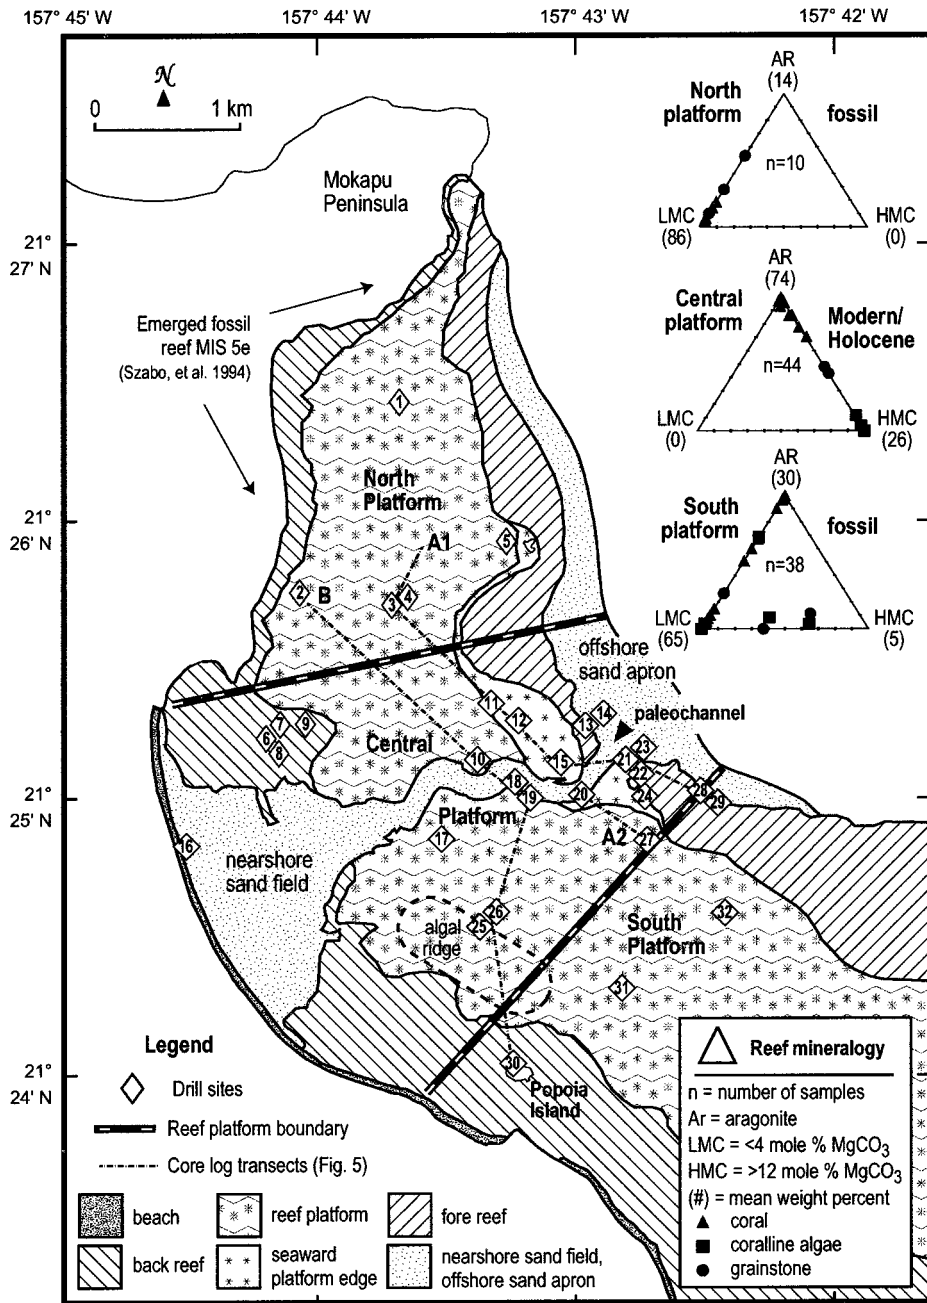 157° 45' W 157° 44' W 157° 43' W 157° 42' W
N
0 1 km
Mokapu
Peninsula
21°
27' N
Emerged fossil
reef MIS 5e
(Szabo, et al. 1994)
1
North
Platform
21°
26' N
A1
5
2
B
3
4
offshore
sand apron
paleochannel
11
12
13
14
6
7
8
9
Central
Platform
10
15
18
19
20
21
22
23
24
28
29
21°
25' N
16
17
A2
27
nearshore
sand field
26
25
algal
ridge
32
South
Platform
31
30
Popoia
Island
21°
24' N
AR
(14)
North
platform
fossil
n=10
LMC
(86)
HMC
(0)
AR
(74)
Central
platform
Modern/
Holocene
n=44
LMC
(0)
HMC
(26)
AR
(30)
South
platform
fossil
n=38
LMC
(65)
HMC
(5)
Legend
Drill sites
Reef platform boundary
Core log transects (Fig. 5)
beach
reef platform
fore reef
back reef
seaward
platform edge
nearshore sand field,
offshore sand apron
Reef mineralogy
n = number of samples
Ar = aragonite
LMC = <4 mole % MgCO3
HMC = >12 mole % MgCO3
(#) = mean weight percent
coral
coralline algae
grainstone